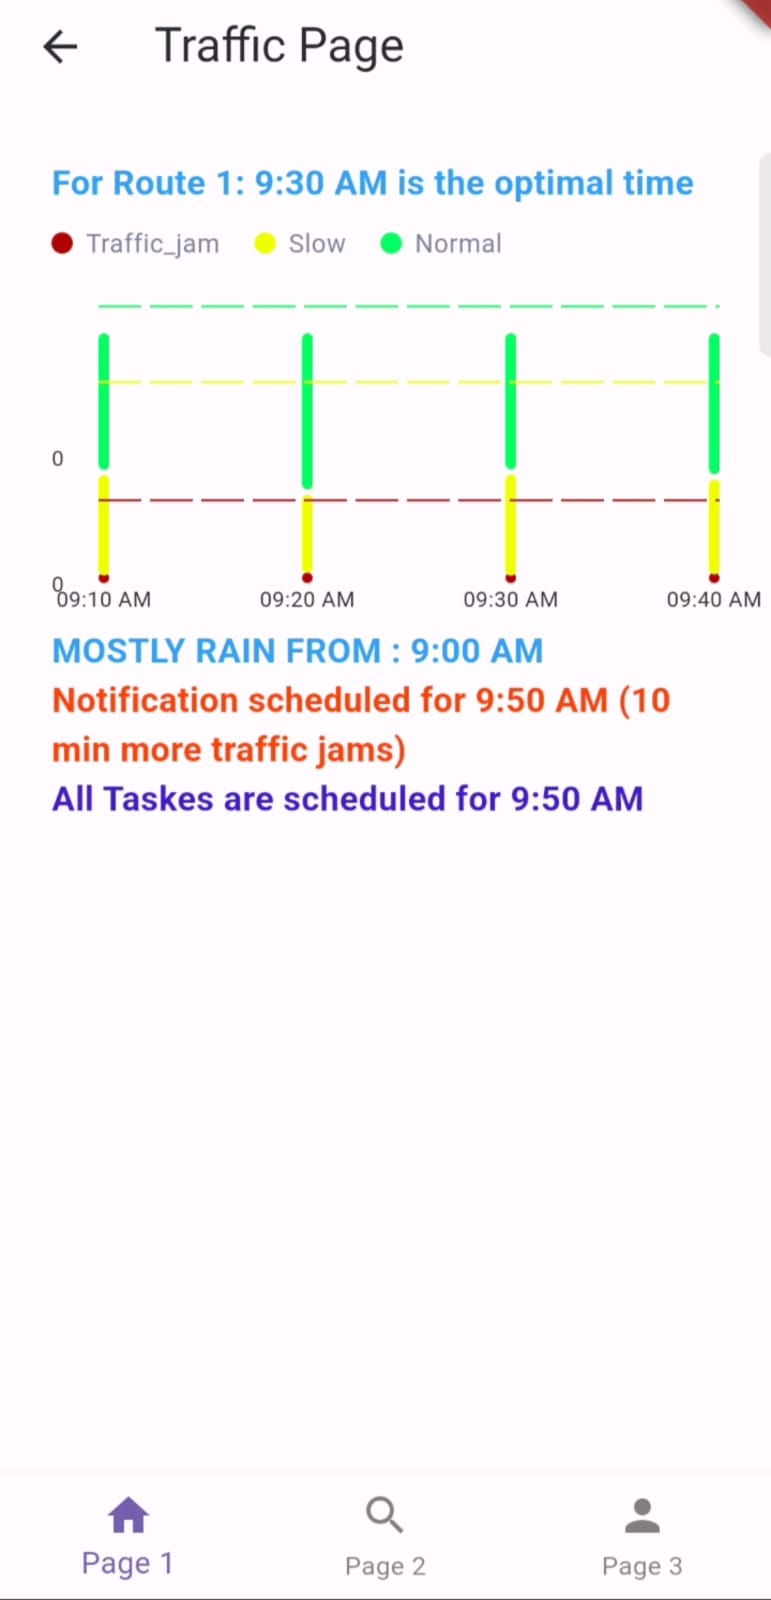 Traffic Page
For Route 1: 9:30 AM is the optimal time
Traffic_jam Slow Normal
0
0
09:10 AM 09:20 AM 09:30 AM 09:40 AM
MOSTLY RAIN FROM : 9:00 AM
Notification scheduled for 9:50 AM (10
min more traffic jams)
All Taskes are scheduled for 9:50 AM
Page 1 Page 2 Page 3